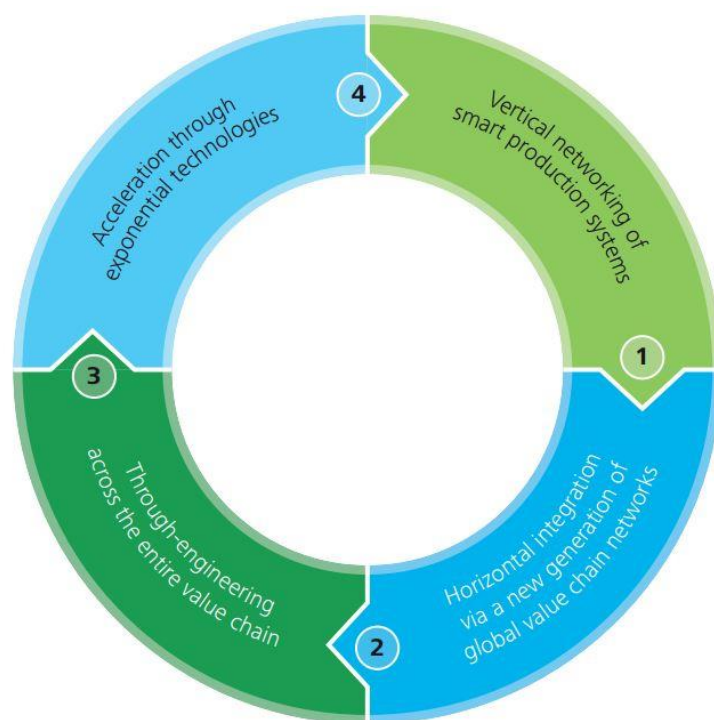 4
Acceleration through
exponential technologies
Vertical networking of
smart production systems
1
3
Through-engineering
across the entire value chain
Horizontal integration
via a new generation of
global value chain networks
2